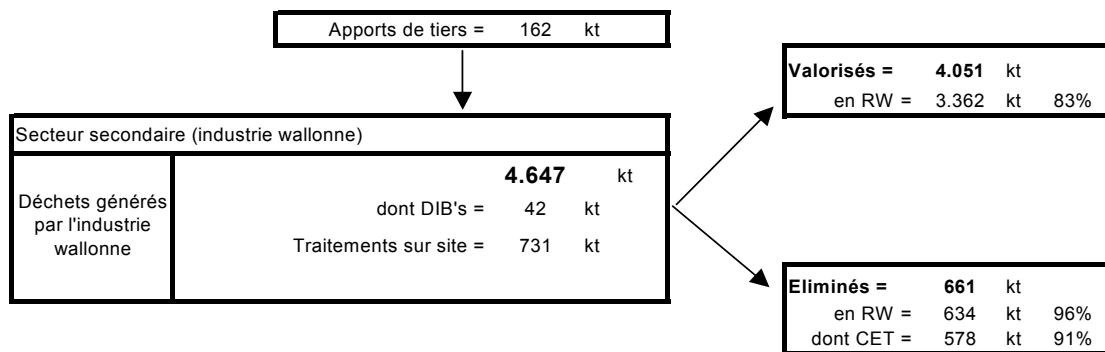 Apports de tiers = 162 kt
Valorisés = 4.051 kt
en RW = 3.362 kt 83%
Secteur secondaire (industrie wallonne)
4.647 kt
Déchets générés
par l'industrie
wallonne
dont DIB's = 42 kt
Traitements sur site = 731 kt
Eliminés = 661 kt
en RW = 634 kt 96%
dont CET = 578 kt 91%